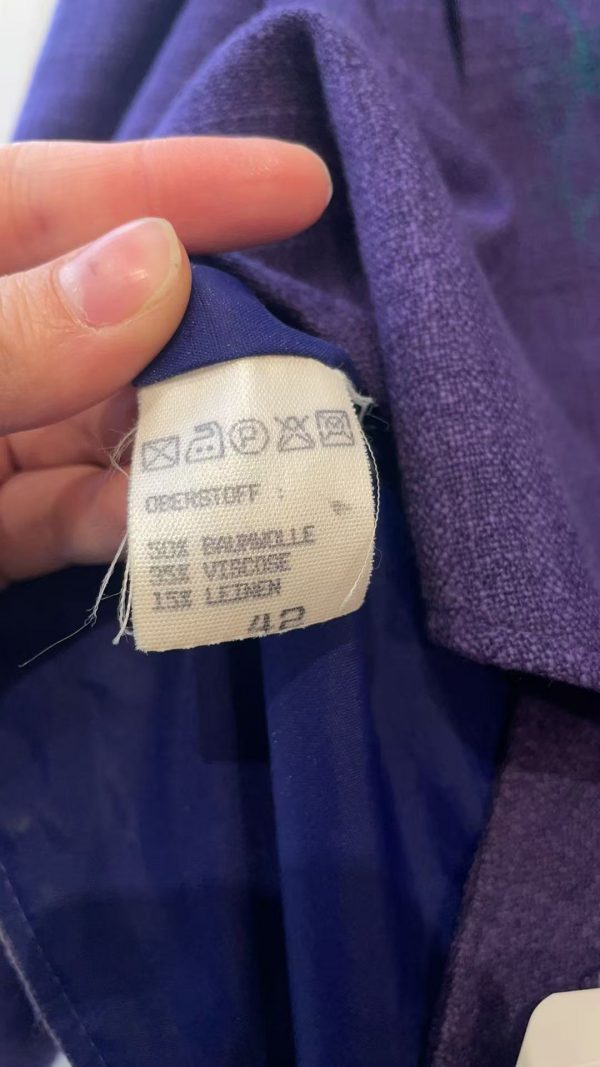 P
OBERSTOFF :
50% BAUMWOLLE
35% VISCOSE
15% LEINEN
42